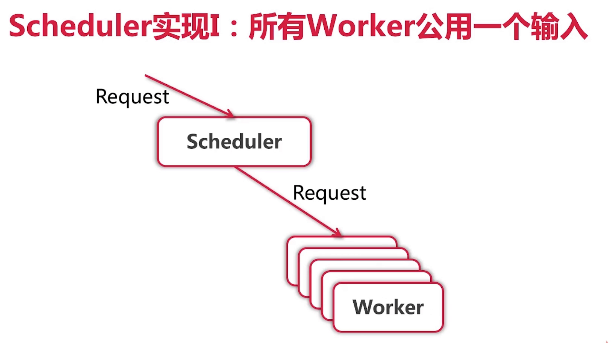 Scheduler实现I：所有Worker公用一个输入
Request
Scheduler
Request
Worker